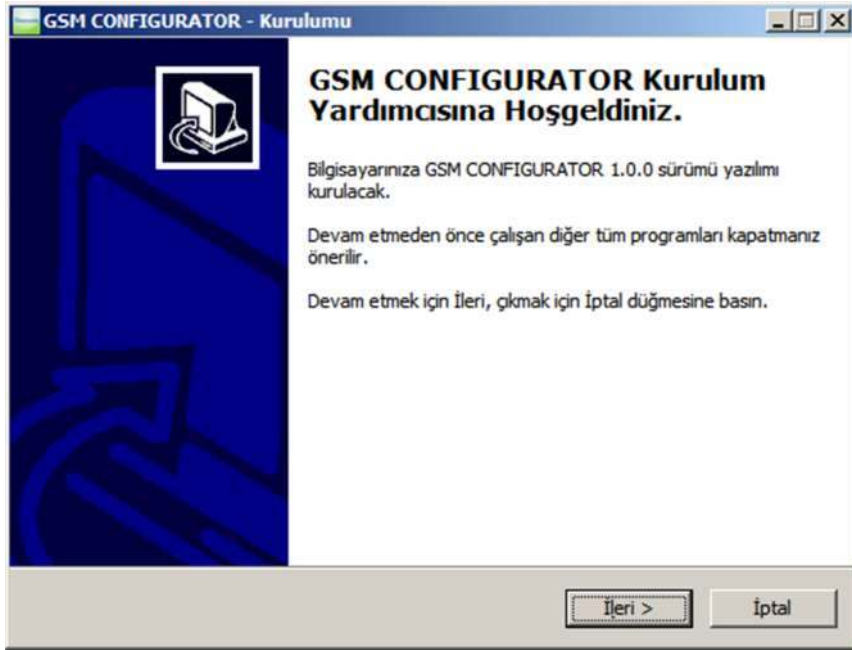 GSM CONFIGURATOR - Kurulumu
GSM CONFIGURATOR Kurulum
Yardımcısına Hoşgeldiniz.
Bilgisayarınıza GSM CONFIGURATOR 1.0.0 sürümü yazılımı
kurulacak.
Devam etmeden önce çalışan diğer tüm programları kapatmanız
önerilir.
Devam etmek için İleri, çıkmak için İptal düğmesine basın.
İleri >
İptal